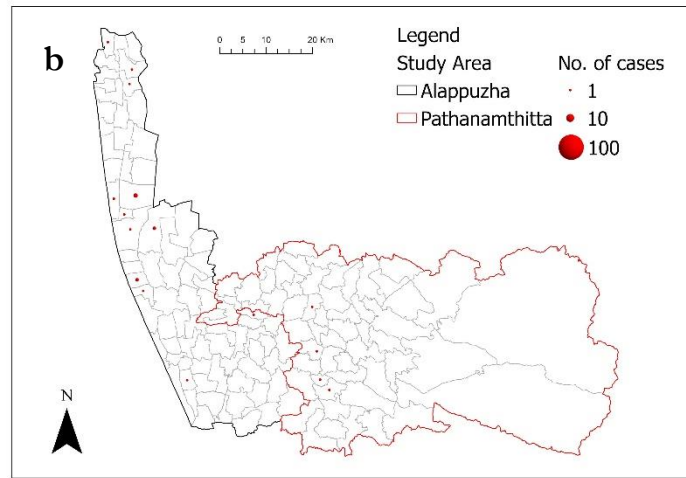 b
0 5 10 20 Km
Legend
Study Area
Alappuzha
Pathanamthitta
No. of cases
1
10
100
N